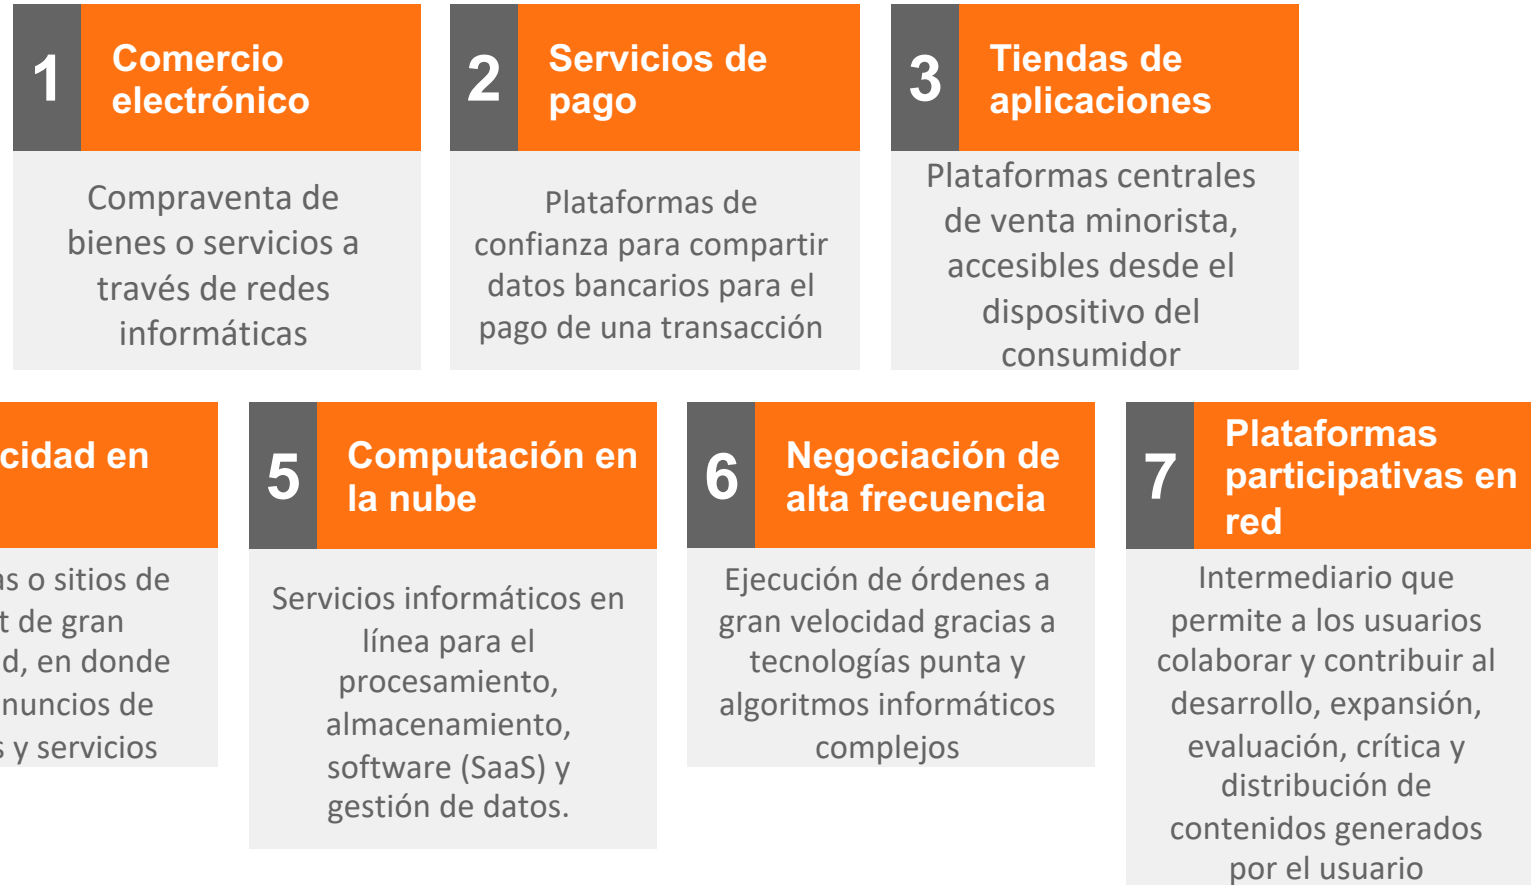 1
Comercio
electrónico
Compraventa de
bienes o servicios a
través de redes
informáticas
2
Servicios de
pago
Plataformas de
confianza para compartir
datos bancarios para el
pago de una transacción
3
Tiendas de
aplicaciones
Plataformas centrales
de venta minorista,
accesibles desde el
dispositivo del
consumidor
cidad en
as o sitios de
t de gran
d, en donde
nuncios de
s y servicios
5
Computación en
la nube
Servicios informáticos en
línea para el
procesamiento,
almacenamiento,
software (SaaS) y
gestión de datos.
6
Negociación de
alta frecuencia
Ejecución de órdenes a
gran velocidad gracias a
tecnologías punta y
algoritmos informáticos
complejos
7
Plataformas
participativas en
red
Intermediario que
permite a los usuarios
colaborar y contribuir al
desarrollo, expansión,
evaluación, crítica y
distribución de
contenidos generados
por el usuario